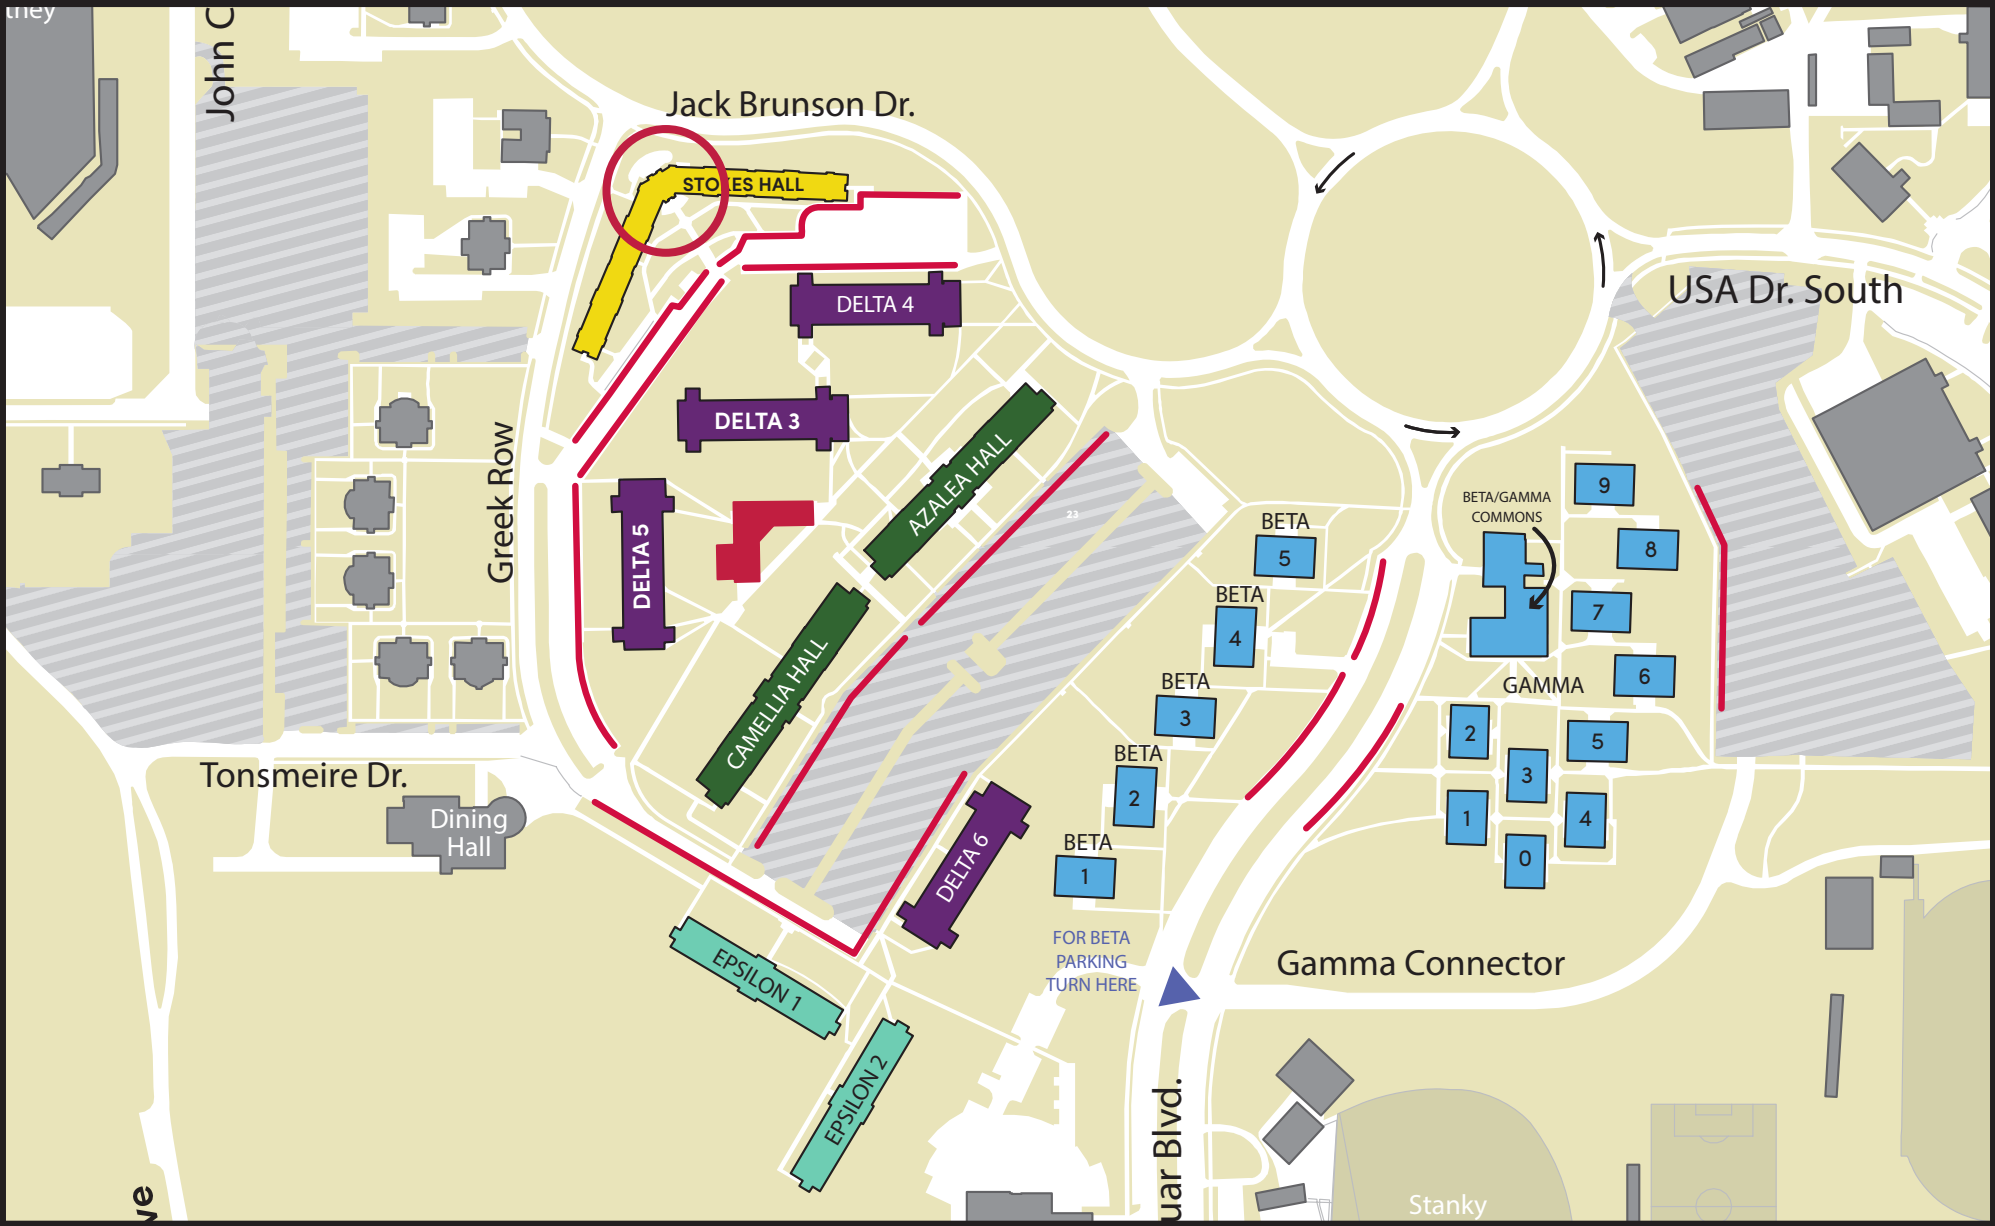 Jack Brunson Dr.
STOKES HALL
DELTA 4
USA Dr. South
DELTA 3
AZALEA HALL
Greek Row
DELTA 5
23
BETA/GAMMA
COMMONS
9
8
7
6
GAMMA
BETA
5
BETA
4
BETA
3
BETA
2
BETA
1
2
5
3
1
4
0
CAMELLIA HALL
Tonsmeire Dr.
Dining
Hall
DELTA 6
FOR BETA
PARKING
TURN HERE
Gamma Connector
EPSILON 1
EPSILON 2
uar Blvd.
Stanky
John C